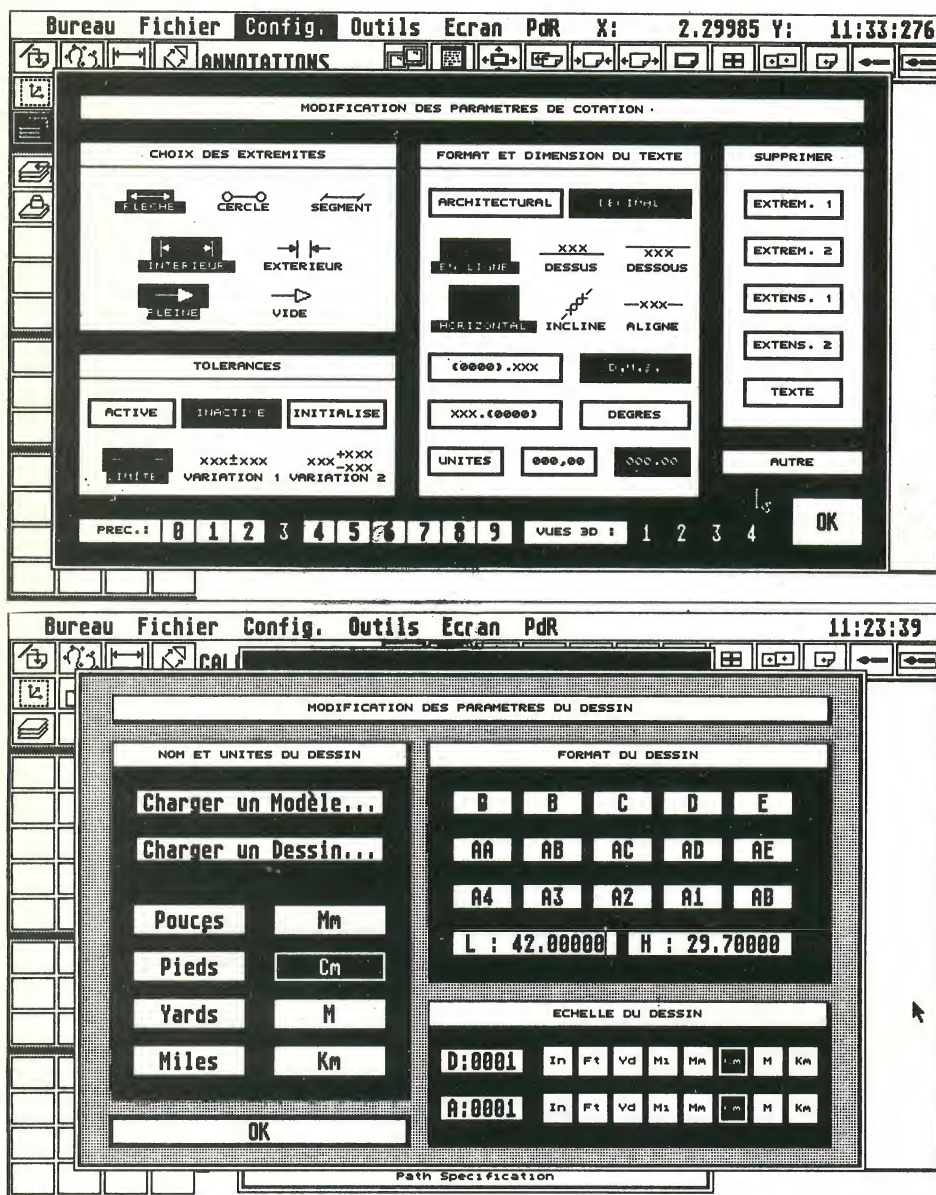 Bureau Fichier Config. Outils Ecran PdR X: 2.29985 Y: 11:33:276
ANNOTATTONS
MODIFICATION DES PARAMETRES DE COTATION
CHOIX DES EXTREMITES
FLECHE CERCLE SEGMENT
INTERIEUR EXTERIEUR
PLEINE VIDE
TOLERANCES
ACTIVE INACTIVE INITIALISE
XXX±XXX XXX+XXX-XXX
LIMITE VARIATION 1 VARIATION 2
FORMAT ET DIMENSION DU TEXTE
ARCHITECTURAL DECIMAL
XXX XXX
EN LIGNE DESSUS DESSOUS
XXX
HORIZONTAL INCLINE ALIGNE
(0000).XXX D.M.S.
XXX.(0000) DEGRES
UNITES 000,00 000.00
SUPPRIMER
EXTREM. 1
EXTREM. 2
EXTENS. 1
EXTENS. 2
TEXTE
AUTRE
PREC.: 0 1 2 3 4 5 6 7 8 9 VUES 3D : 1 2 3 4 OK
Bureau Fichier Config. Outils Ecran PdR 11:23:39
CAL
MODIFICATION DES PARAMETRES DU DESSIN
NOM ET UNITES DU DESSIN
Charger un Modèle...
Charger un Dessin...
Pouces Mm
Pieds Cm
Yards M
Miles Km
OK
FORMAT DU DESSIN
B C D E
AA AB AC AD AE
A4 A3 A2 A1
L : 42.00000 H : 29.70000
ECHELLE DU DESSIN
D:0001 In Ft Yd Mi Mm Cm M Km
A:0001 In Ft Yd Mi Mm Cm M Km
Path Specification